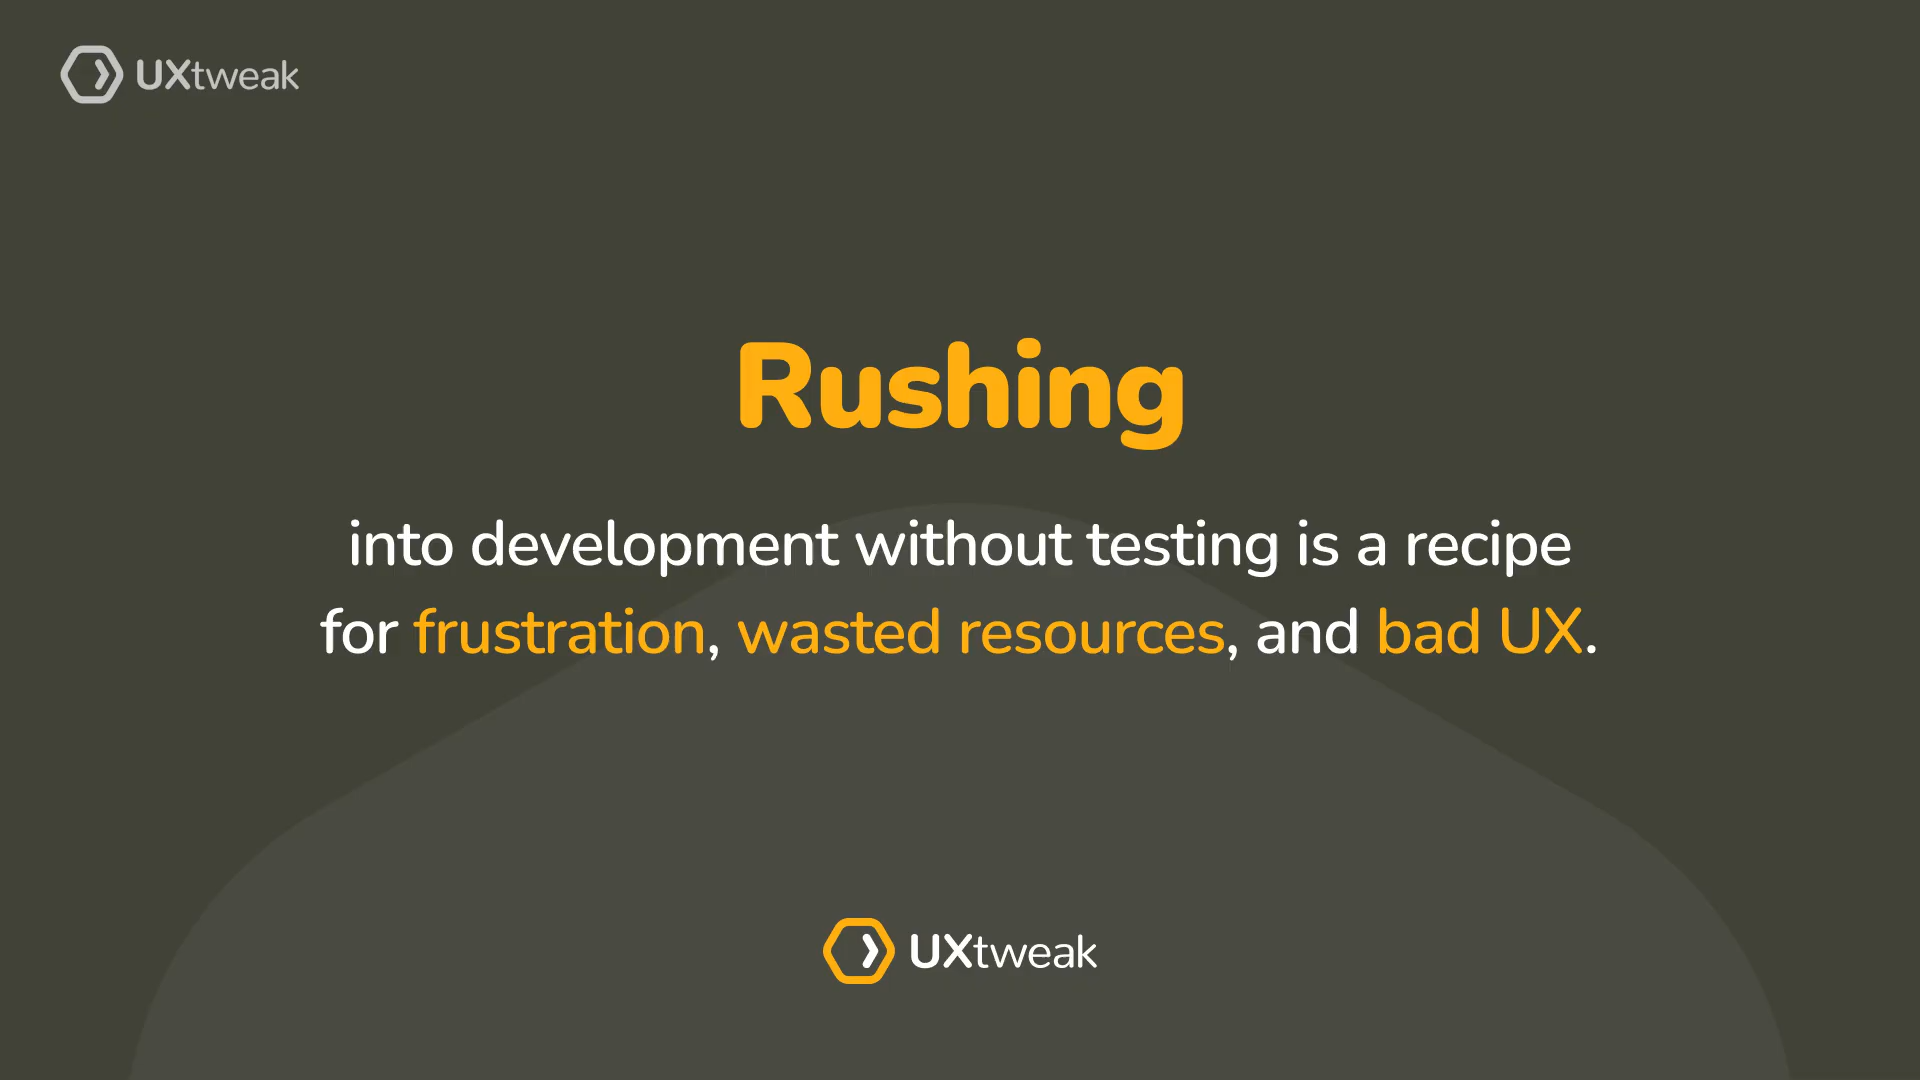 UXtweak
Rushing
into development without testing is a recipe
for frustration, wasted resources, and bad UX.
UXtweak